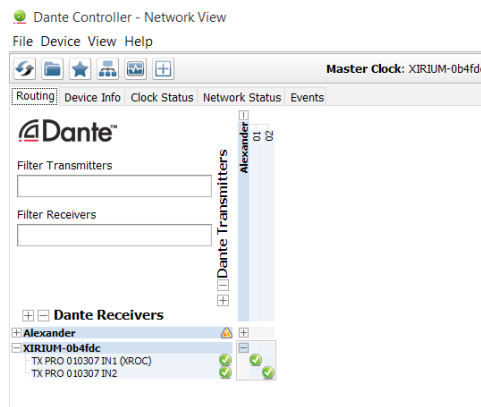 Dante Controller - Network View
File Device View Help
Master Clock: XIRIUM-0b4fd
Routing Device Info Clock Status Network Status Events
Dante™
Filter Transmitters
Filter Receivers
Dante Transmitters
Alexander
01
02
Dante Receivers
Alexander
XIRIUM-0b4fdc
TX PRO 010307 IN1 (XROC)
TX PRO 010307 IN2